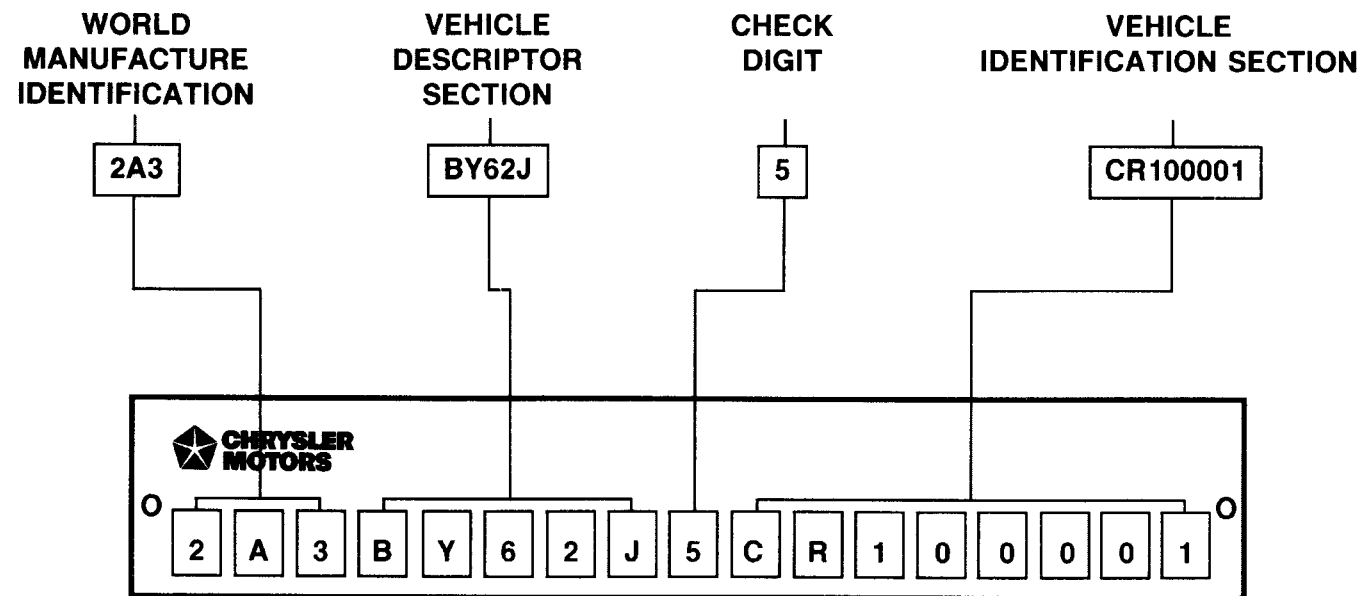 WORLD
MANUFACTURE
IDENTIFICATION
VEHICLE
DESCRIPTOR
SECTION
CHECK
DIGIT
VEHICLE
IDENTIFICATION SECTION
2A3
BY62J
5
CR100001
CHRYSLER
MOTORS
2 A 3 B Y 6 2 J 5 C R 1 0 0 0 0 1